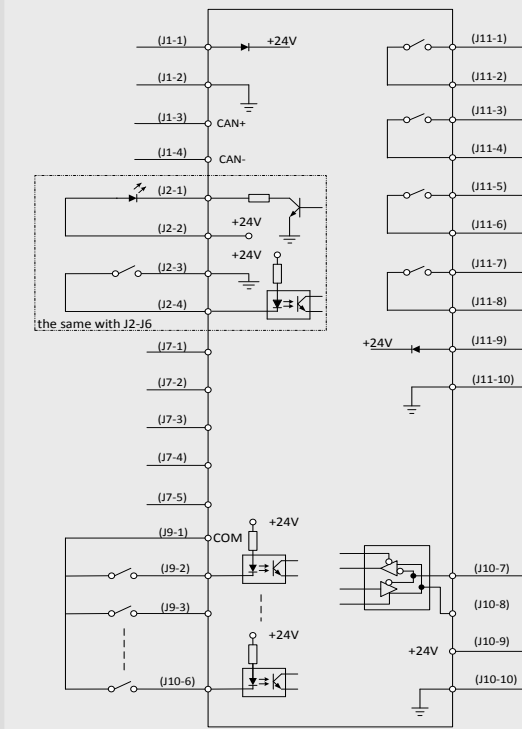 (J1-1)
+24V
(J11-1)
(J1-2)
(J11-2)
(J1-3)
CAN+
(J11-3)
(J1-4)
CAN-
(J11-4)
(J2-1)
(J11-5)
(J2-2)
+24V
(J11-6)
(J2-3)
+24V
(J11-7)
(J2-4)
(J11-8)
the same with J2-J6
(J7-1)
+24V
(J11-9)
(J7-2)
(J11-10)
(J7-3)
(J7-4)
(J7-5)
(J9-1)
COM
+24V
(J9-2)
(J10-7)
(J9-3)
(J10-8)
+24V
+24V
(J10-9)
(J10-6)
(J10-10)